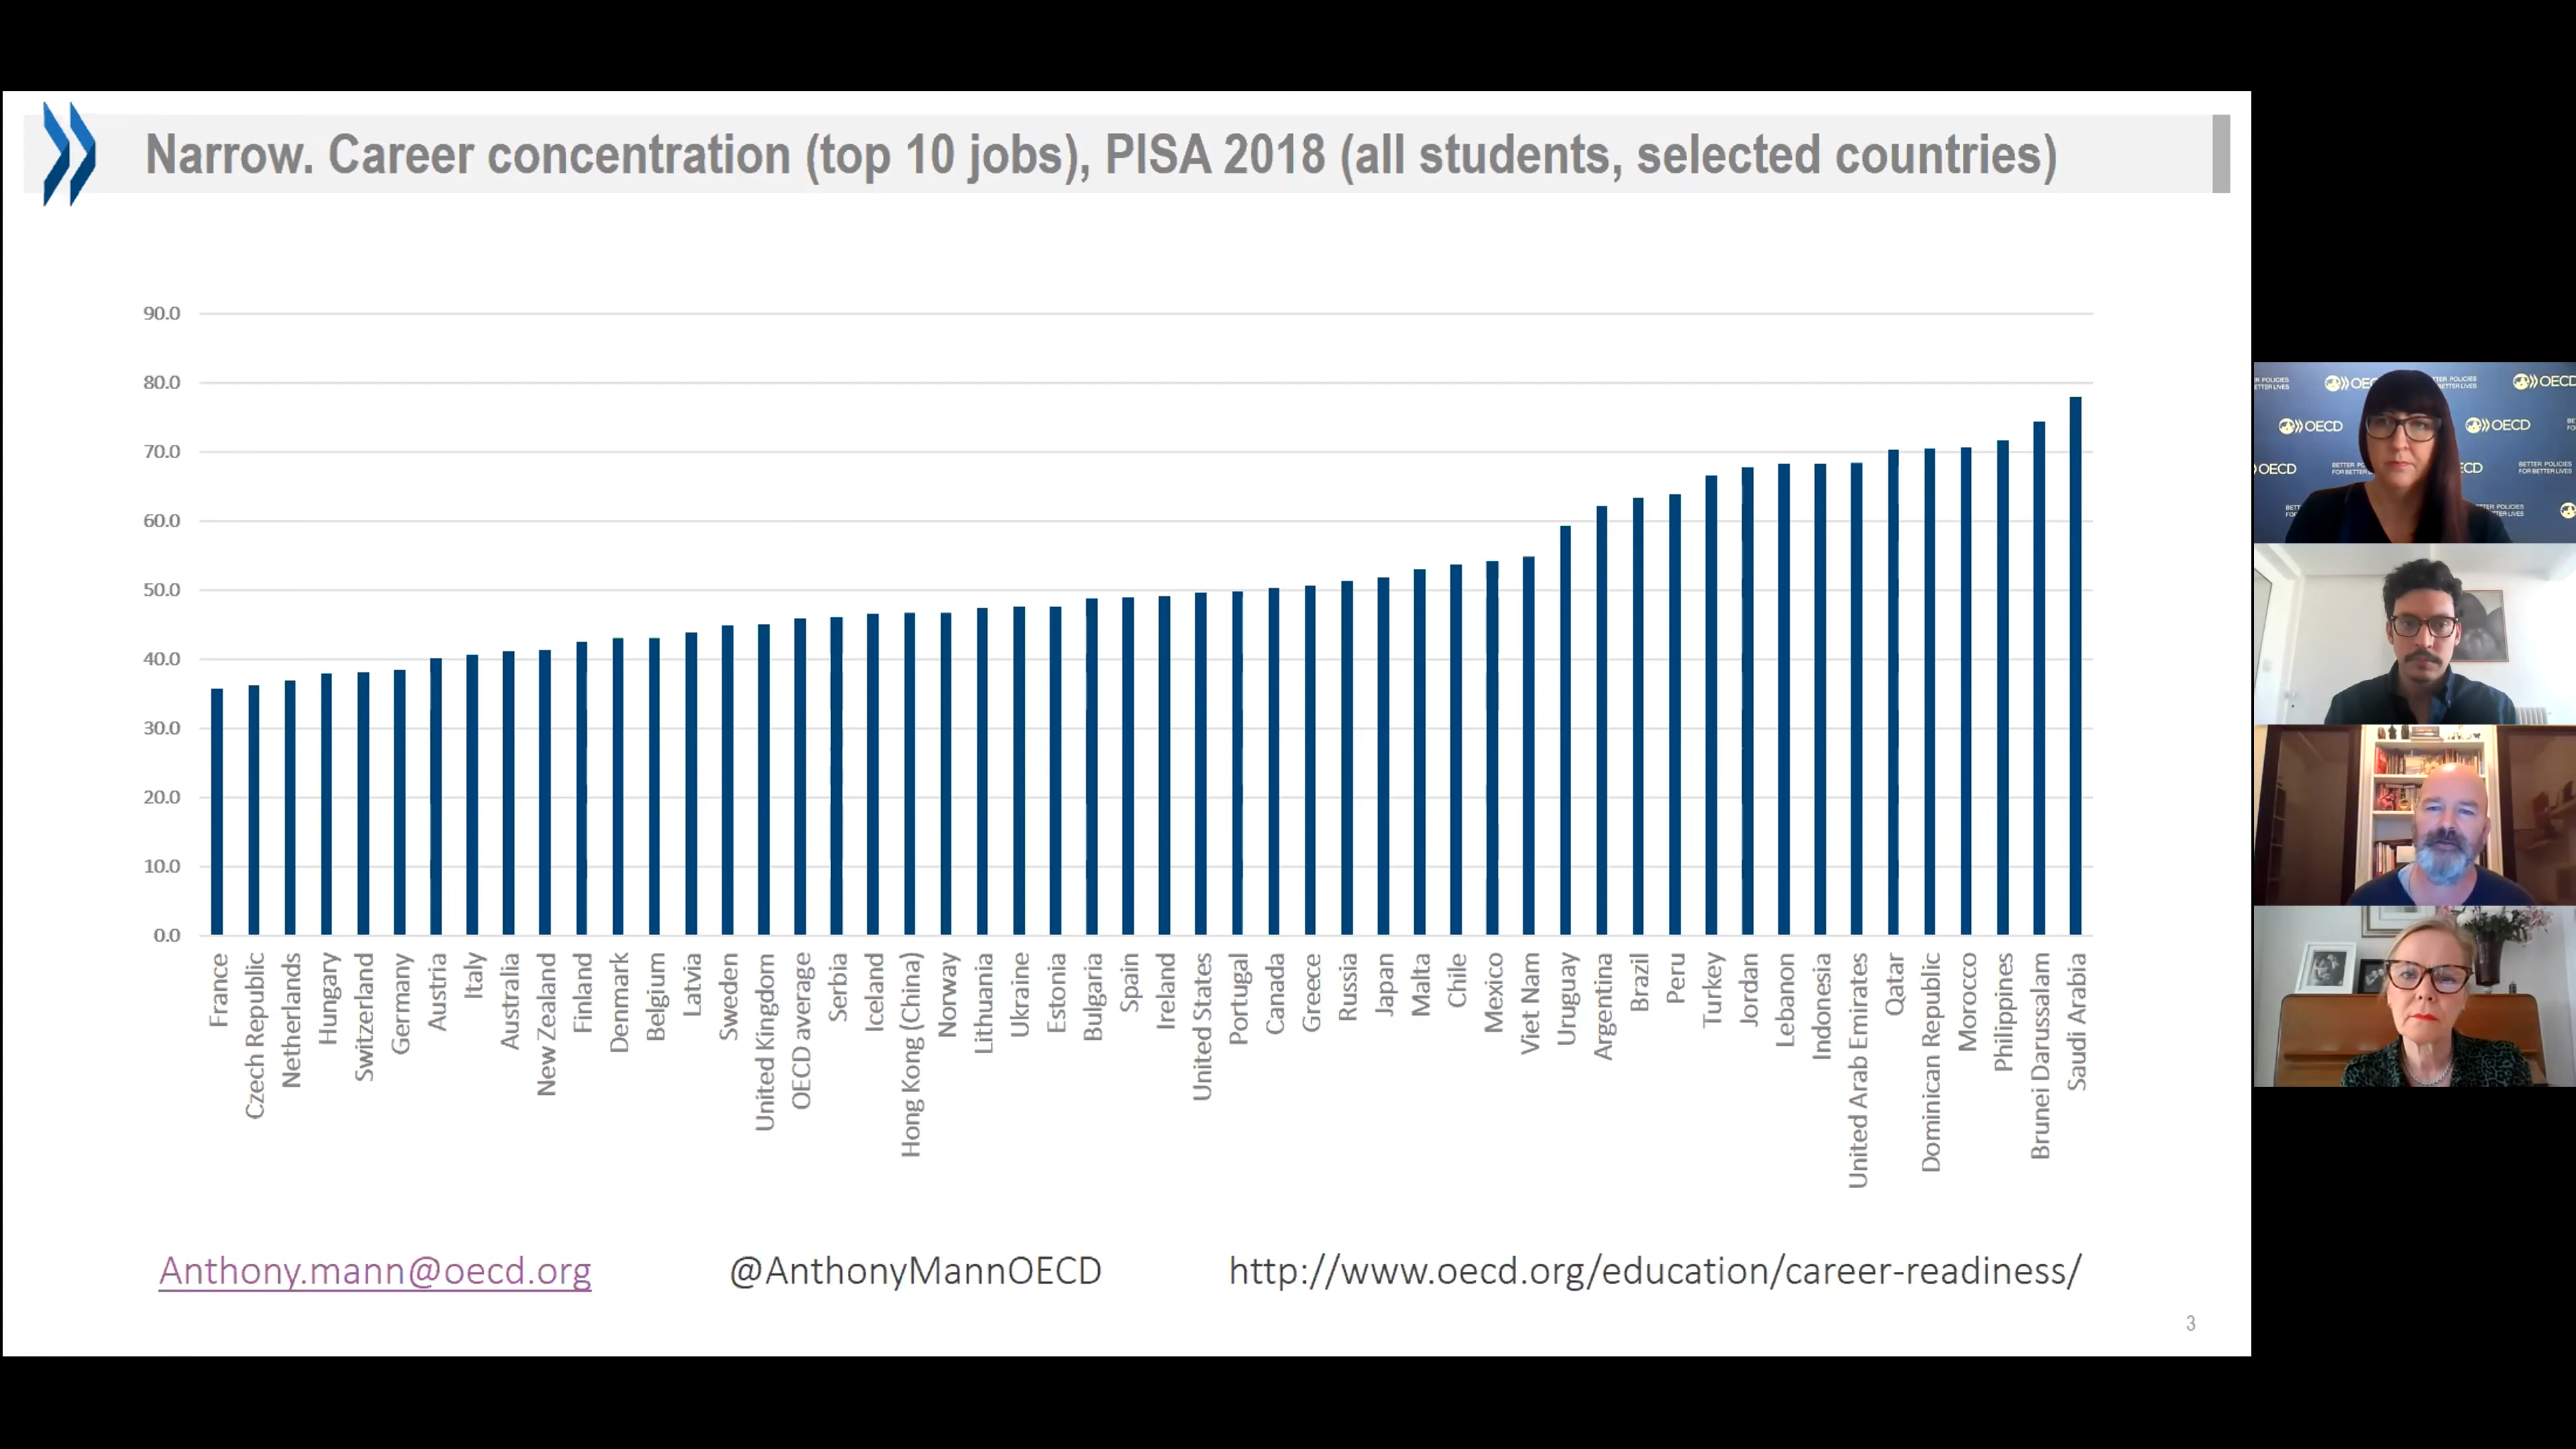 Narrow. Career concentration (top 10 jobs), PISA 2018 (all students, selected countries)
90.0
80.0
70.0
60.0
50.0
40.0
30.0
20.0
10.0
0.0
France
Czech Republic
Netherlands
Hungary
Switzerland
Germany
Austria
Italy
Australia
New Zealand
Finland
Denmark
Belgium
Latvia
Sweden
United Kingdom
OECD average
Serbia
Iceland
Hong Kong (China)
Norway
Lithuania
Ukraine
Estonia
Bulgaria
Spain
Ireland
United States
Portugal
Canada
Greece
Russia
Japan
Malta
Chile
Mexico
Viet Nam
Uruguay
Argentina
Brazil
Peru
Turkey
Jordan
Lebanon
Indonesia
United Arab Emirates
Qatar
Dominican Republic
Morocco
Philippines
Brunei Darussalam
Saudi Arabia
Anthony.mann@oecd.org @AnthonyMannOECD http://www.oecd.org/education/career-readiness/
3
OECD
OECD
OECD
OECD
BETTER POLICIES
FOR BETTER LIVES